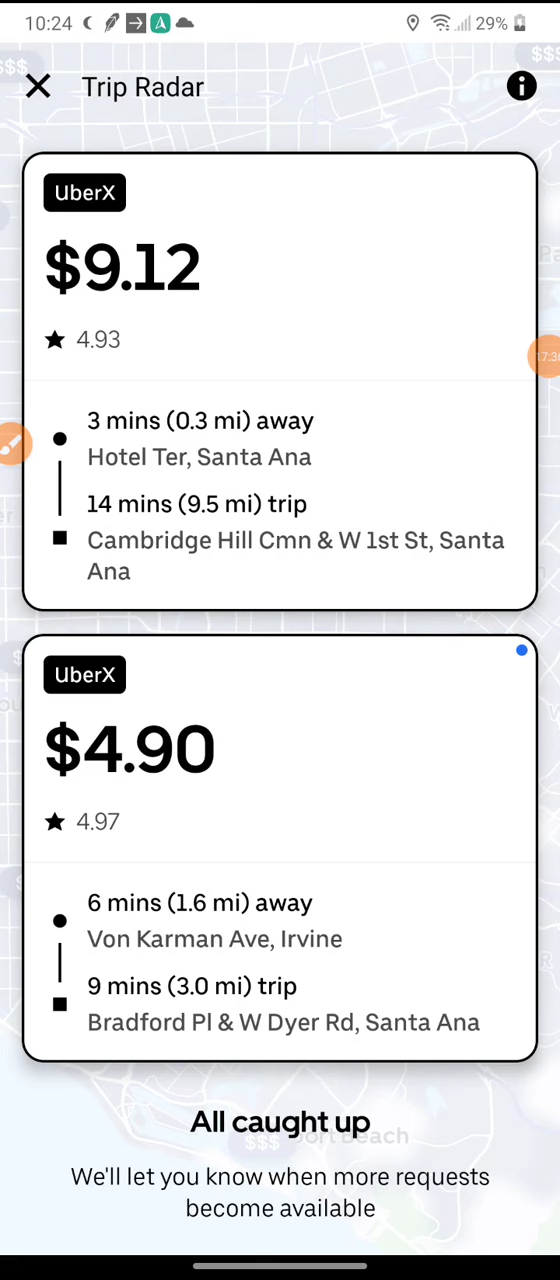 10:24 29%
$$$ $$$
Trip Radar
UberX
$9.12
4.93
3 mins (0.3 mi) away
Hotel Ter, Santa Ana
14 mins (9.5 mi) trip
Cambridge Hill Cmn & W 1st St, Santa
Ana
UberX
$4.90
4.97
6 mins (1.6 mi) away
Von Karman Ave, Irvine
9 mins (3.0 mi) trip
Bradford Pl & W Dyer Rd, Santa Ana
All caught up
$$$
We'll let you know when more requests
become available